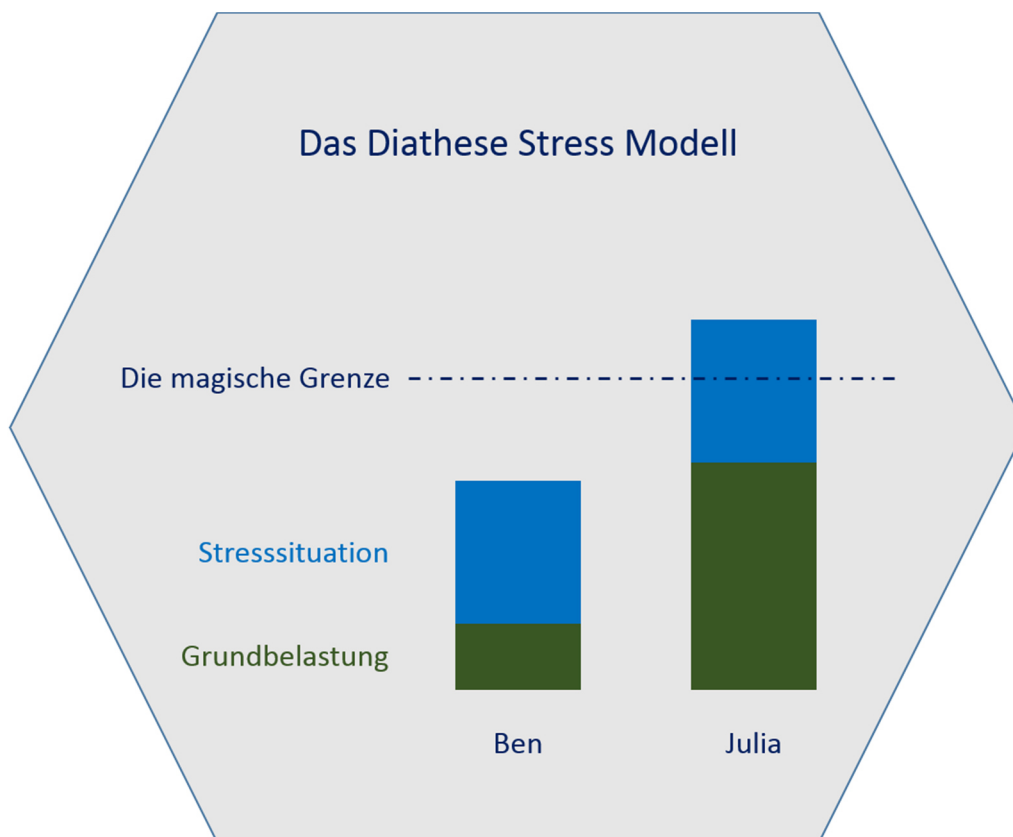 Das Diathese Stress Modell
Die magische Grenze
Stresssituation
Grundbelastung
Ben
Julia